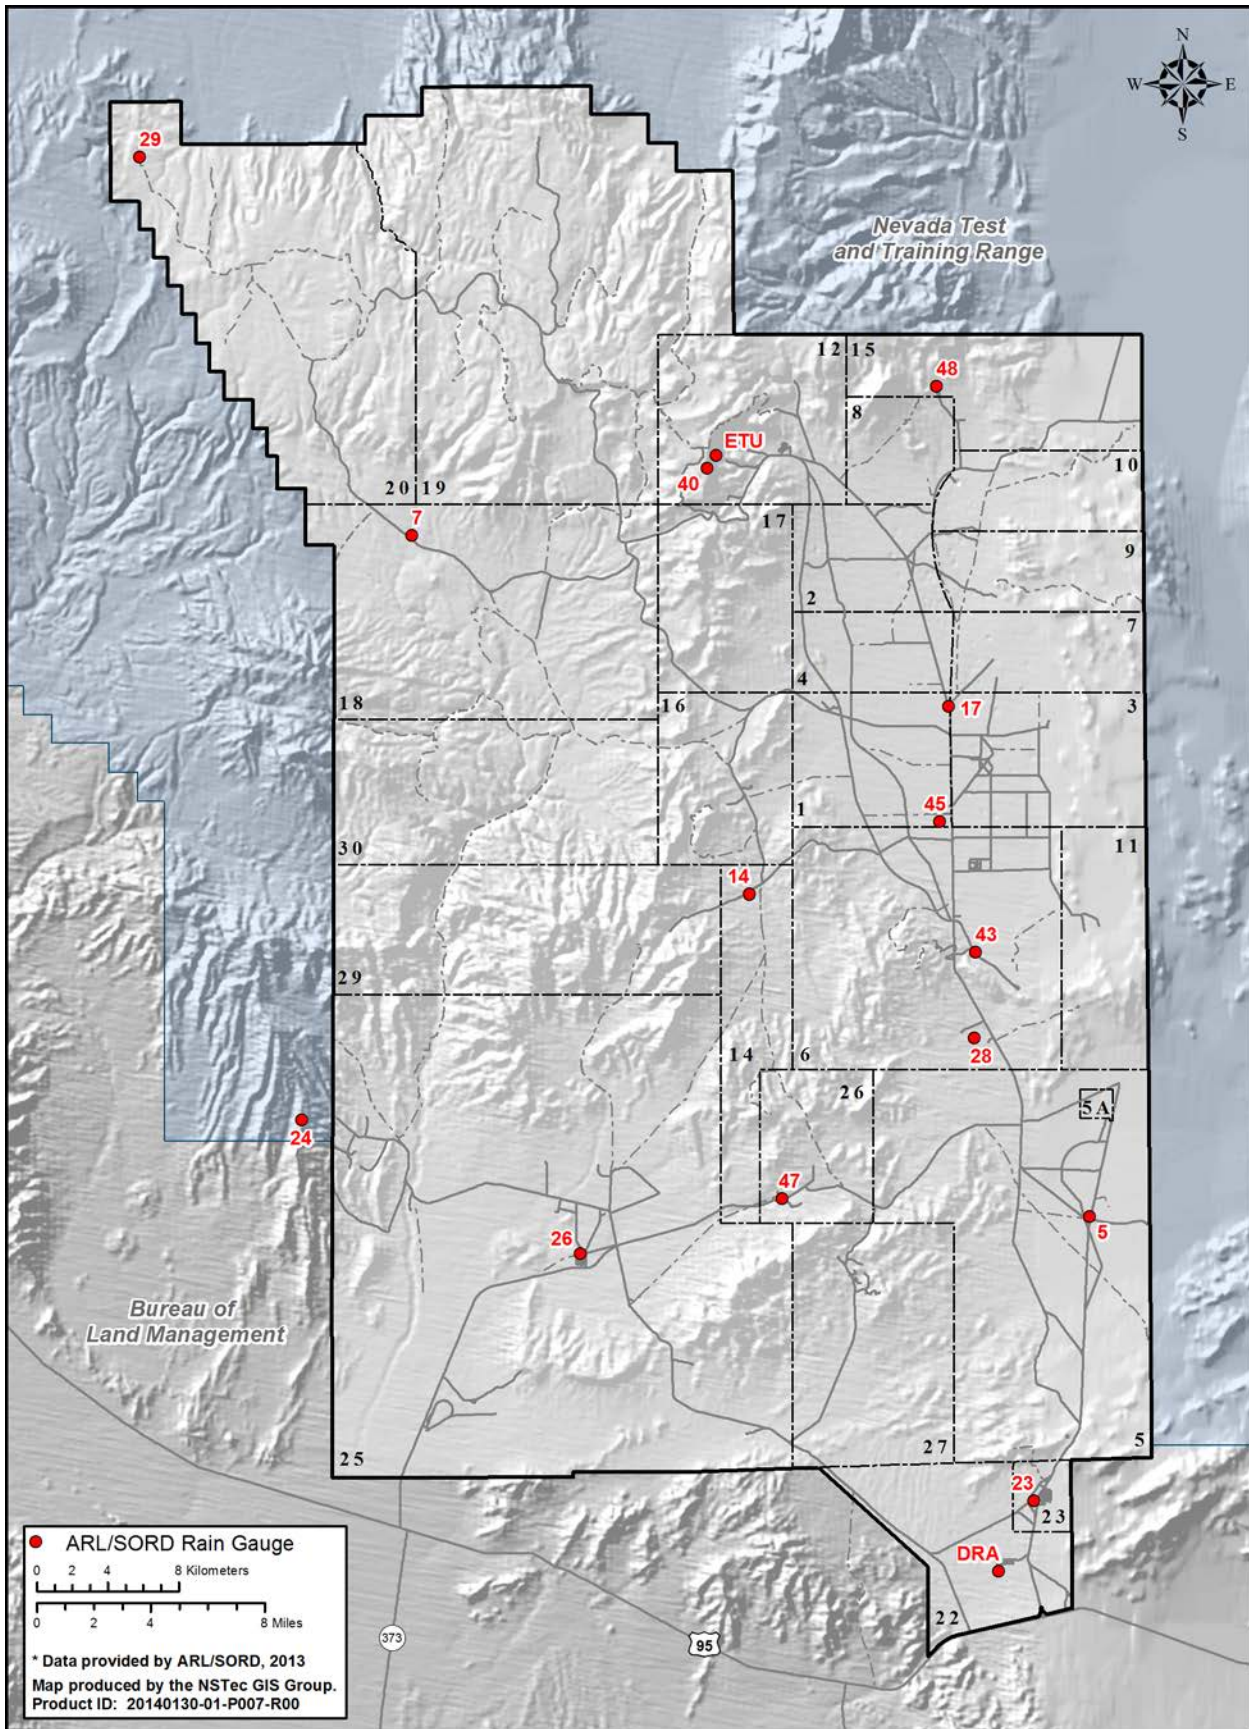 N
W E
S
29
Nevada Test
and Training Range
12 15
48
8
ETU
40
10
20 19
7
17
9
2
7
18
16
4
17
3
45
1
30
11
14
43
29
28
14
6
26
5A
24
47
5
26
Bureau of
Land Management
25
27
5
23
23
DRA
22
ARL/SORD Rain Gauge
0 2 4 8 Kilometers
0 2 4 8 Miles
373
95
* Data provided by ARL/SORD, 2013
Map produced by the NSTec GIS Group.
Product ID: 20140130-01-P007-R00